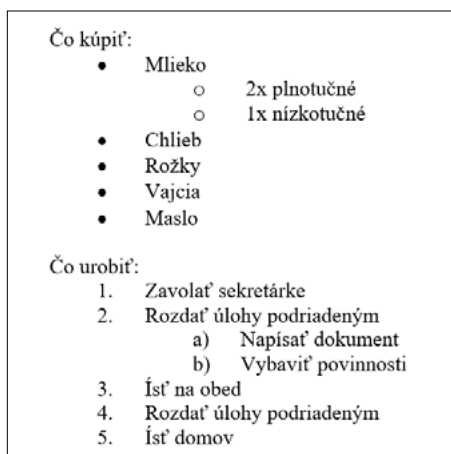 Čo kúpiť:
• Mlieko
o 2x plnotučné
o 1x nízkotučné
• Chlieb
• Rožky
• Vajcia
• Maslo
Čo urobiť:
1. Zavolať sekretárke
2. Rozdať úlohy podriadeným
a) Napísať dokument
b) Vybaviť povinnosti
3. Ísť na obed
4. Rozdať úlohy podriadeným
5. Ísť domov